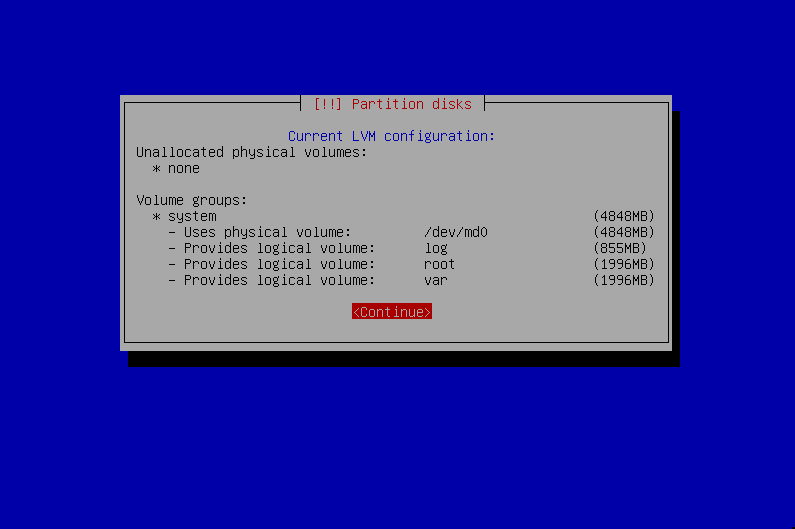 [!!] Partition disks
Current LVM configuration:
Unallocated physical volumes:
* none
Volume groups:
* system (4848MB)
- Uses physical volume: /dev/md0 (4848MB)
- Provides logical volume: log (855MB)
- Provides logical volume: root (1996MB)
- Provides logical volume: var (1996MB)
<Continue>